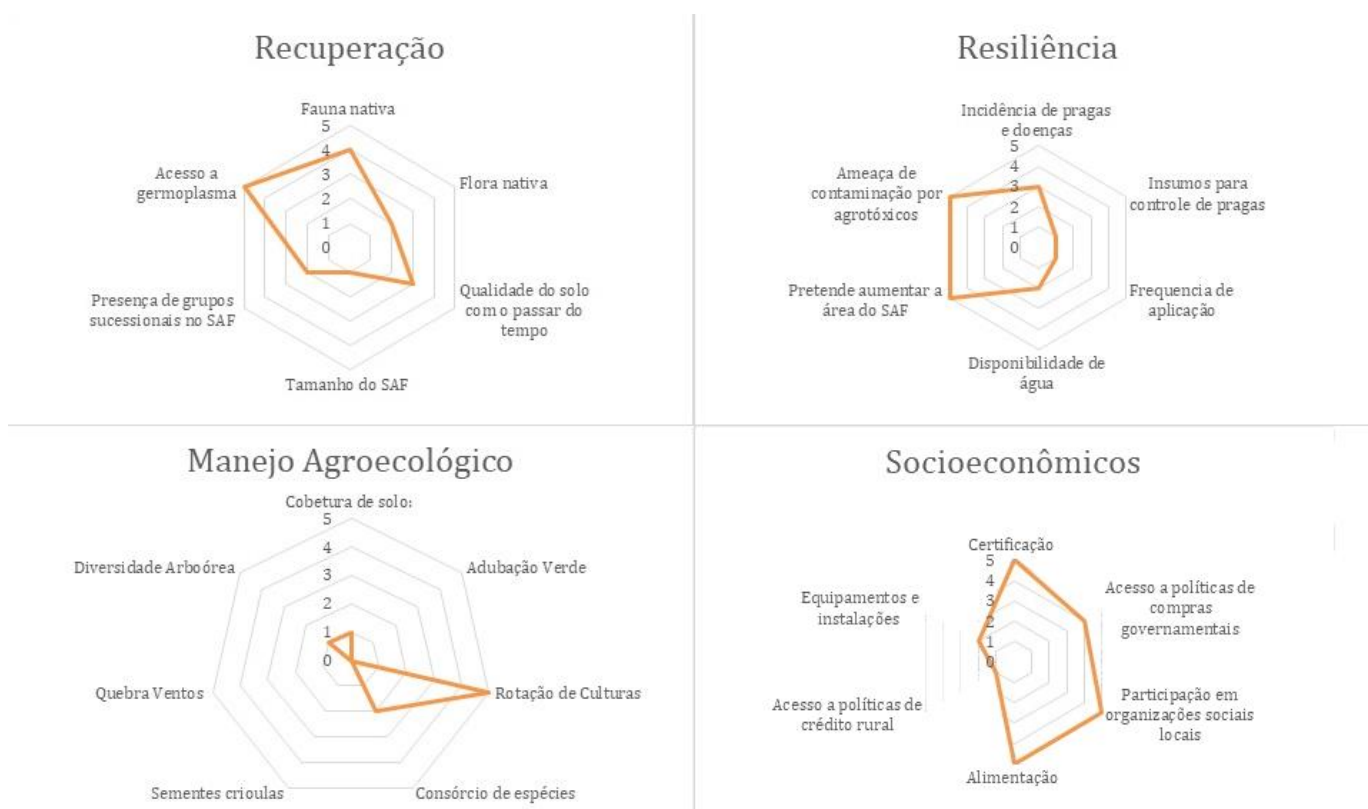 Recuperação
Fauna nativa
5
4
3
2
1
0
Flora nativa
Qualidade do solo
com o passar do
tempo
Tamanho do SAF
Presença de grupos
sucessionais no SAF
Acesso a
germoplasma
Resiliência
Incidência de pragas
e doenças
5
4
3
2
1
0
Insumos para
controle de pragas
Frequencia de
aplicação
Disponibilidade de
água
Pretende aumentar a
área do SAF
Ameaça de
contaminação por
agrotóxicos
Manejo Agroecológico
Cobetura de solo:
5
4
3
2
1
0
Adubação Verde
Rotação de Culturas
Consórcio de espécies
Sementes crioulas
Quebra Ventos
Diversidade Arboórea
Socioeconômicos
Certificação
5
4
3
2
1
0
Acesso a políticas de
compras
governamentais
Participação em
organizações sociais
locais
Alimentação
Acesso a políticas de
crédito rural
Equipamentos e
instalações